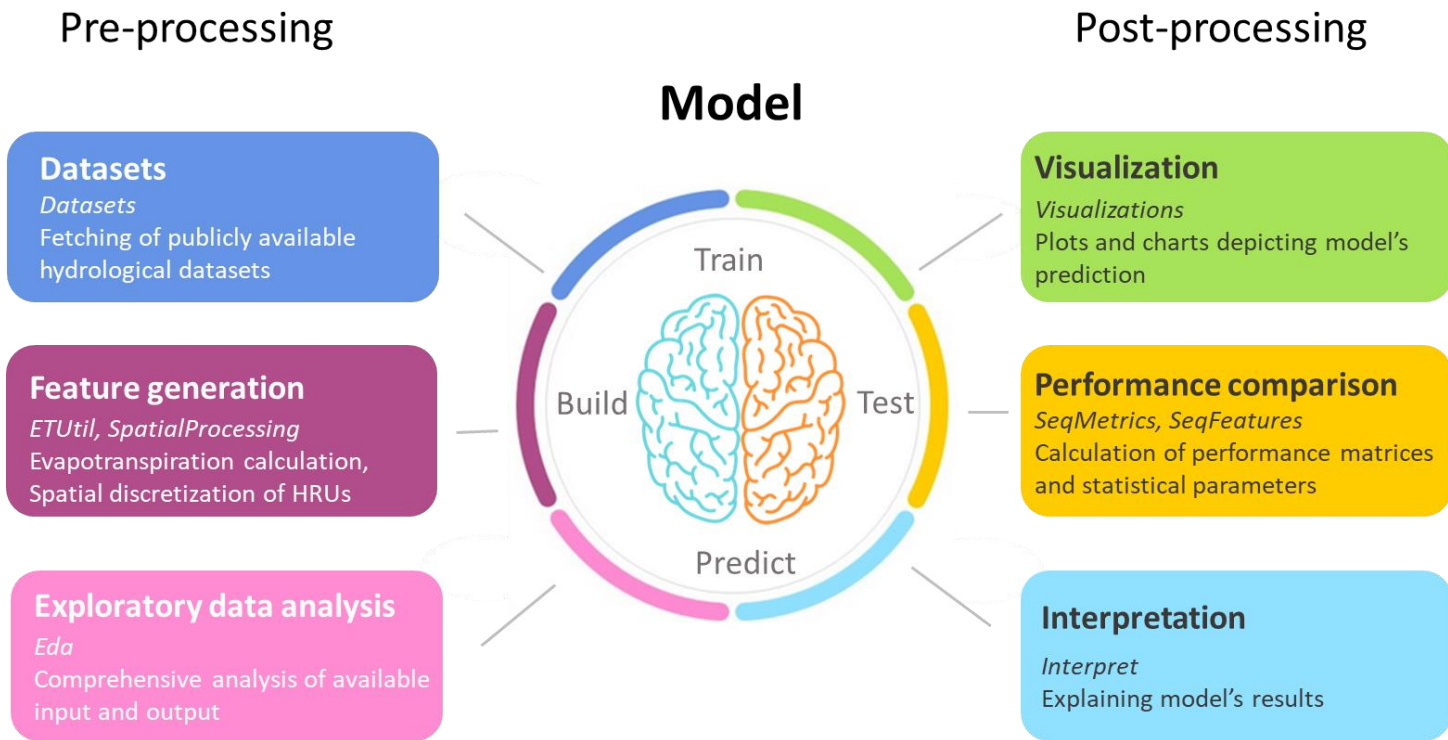 Pre-processing
Post-processing
Model
Datasets
Datasets
Fetching of publicly available
hydrological datasets
Feature generation
ETUtil, SpatialProcessing
Evapotranspiration calculation,
Spatial discretization of HRUs
Exploratory data analysis
Eda
Comprehensive analysis of available
input and output
Train
Build
Test
Predict
Visualization
Visualizations
Plots and charts depicting model’s
prediction
Performance comparison
SeqMetrics, SeqFeatures
Calculation of performance matrices
and statistical parameters
Interpretation
Interpret
Explaining model’s results